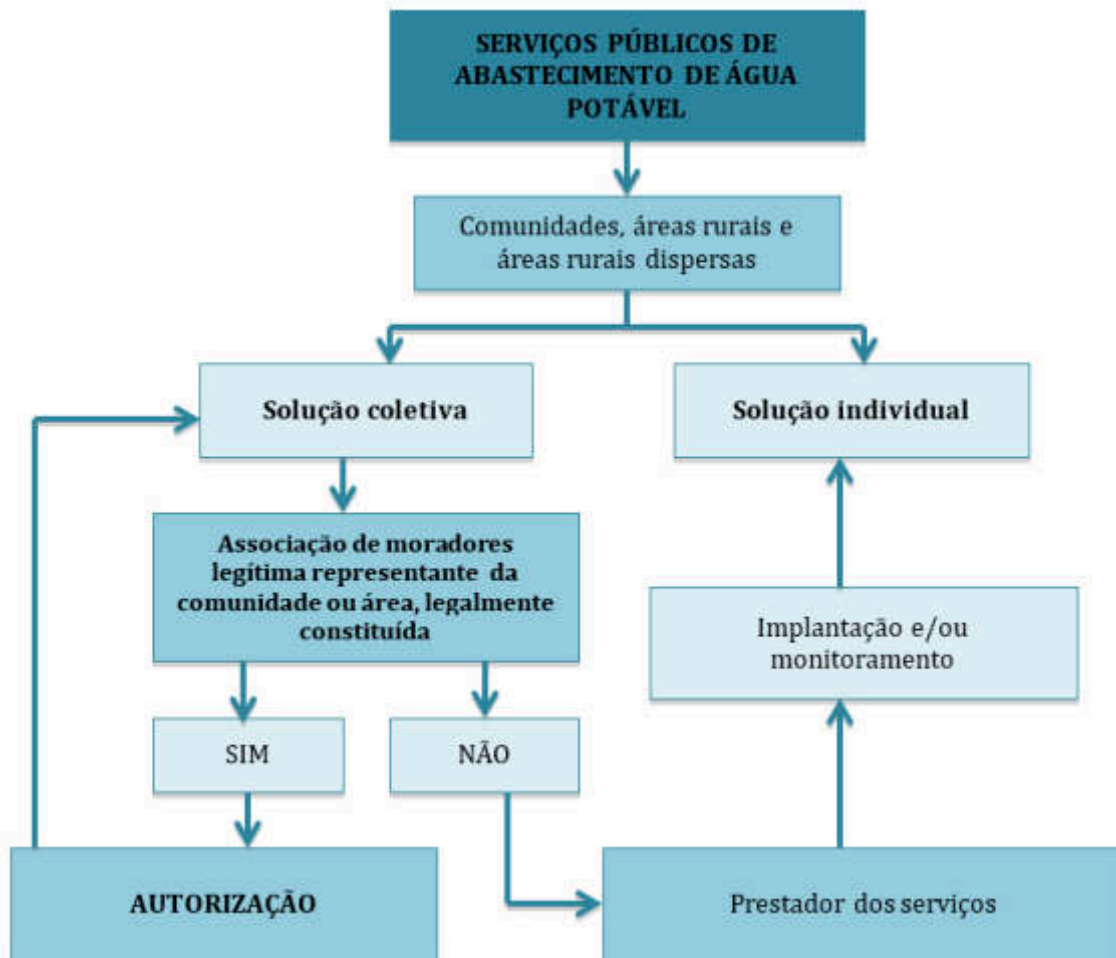 SERVIÇOS PÚBLICOS DE
ABASTECIMENTO DE ÁGUA
POTÁVEL
Comunidades, áreas rurais e
áreas rurais dispersas
Solução coletiva
Solução individual
Associação de moradores
legítima representante da
comunidade ou área, legalmente
constituída
Implantação e/ou
monitoramento
SIM
NÃO
AUTORIZAÇÃO
Prestador dos serviços